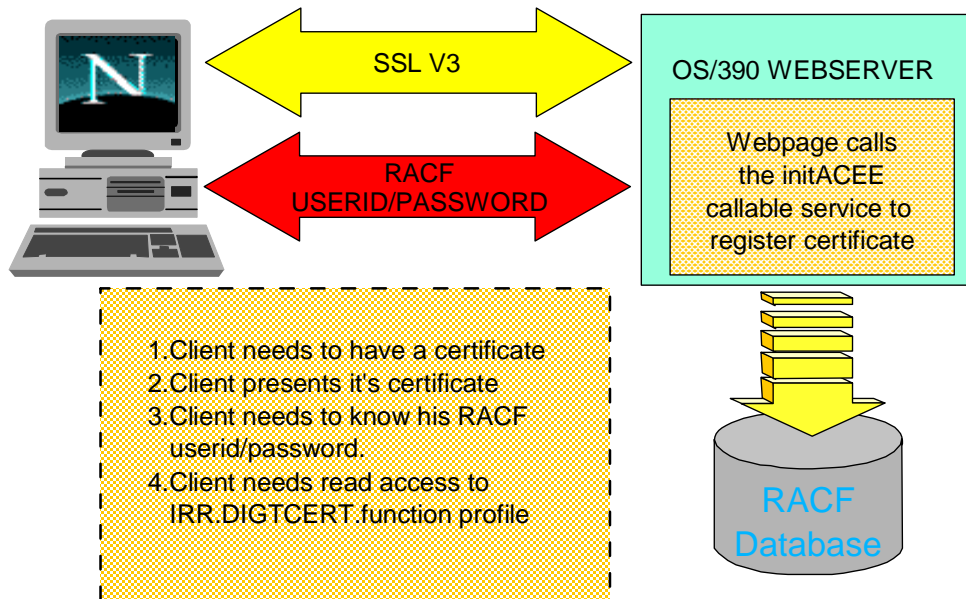 N
SSL V3
RACF
USERID/PASSWORD
OS/390 WEBSERVER
Webpage calls
the initACEE
callable service to
register certificate
1.Client needs to have a certificate
2.Client presents it's certificate
3.Client needs to know his RACF
userid/password.
4.Client needs read access to
IRR.DIGTCERT.function profile
RACF
Database